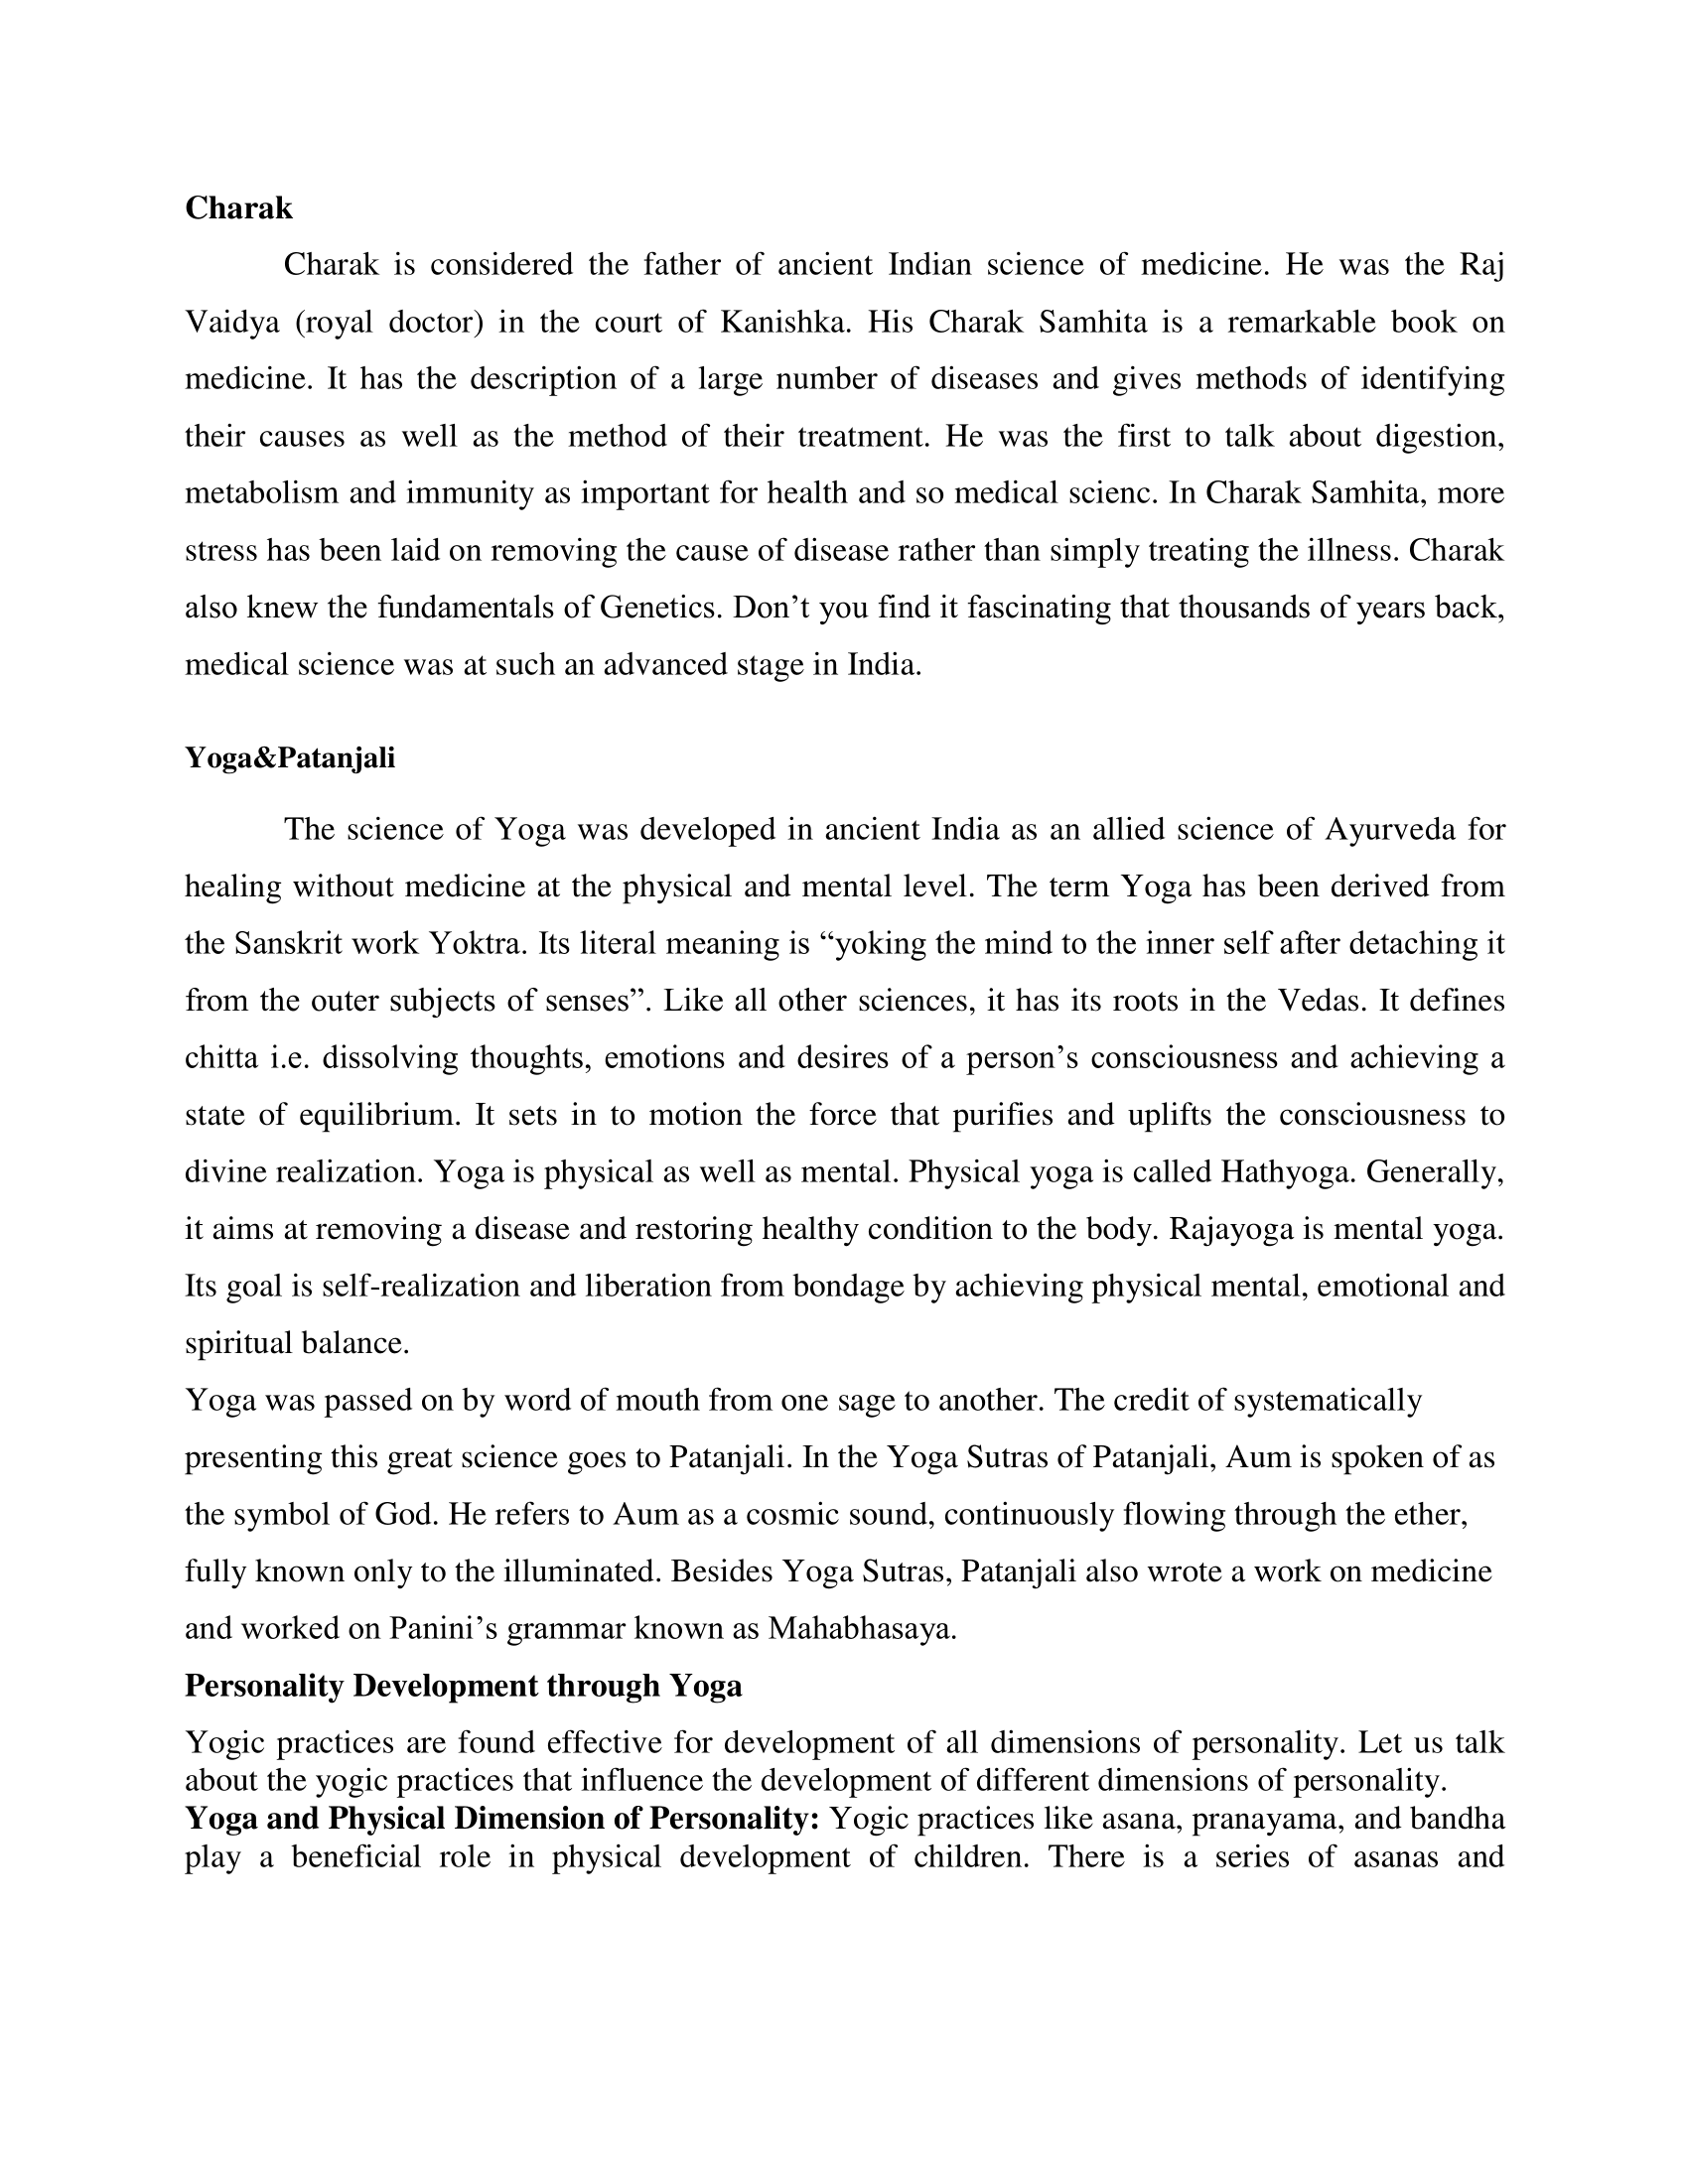 Charak
Charak is considered the father of ancient Indian science of medicine. He was the Raj
Vaidya (royal doctor) in the court of Kanishka. His Charak Samhita is a remarkable book on
medicine. It has the description of a large number of diseases and gives methods of identifying
their causes as well as the method of their treatment. He was the first to talk about digestion,
metabolism and immunity as important for health and so medical scienc. In Charak Samhita, more
stress has been laid on removing the cause of disease rather than simply treating the illness. Charak
also knew the fundamentals of Genetics. Don’t you find it fascinating that thousands of years back,
medical science was at such an advanced stage in India.
Yoga&Patanjali
The science of Yoga was developed in ancient India as an allied science of Ayurveda for
healing without medicine at the physical and mental level. The term Yoga has been derived from
the Sanskrit work Yoktra. Its literal meaning is “yoking the mind to the inner self after detaching it
from the outer subjects of senses”. Like all other sciences, it has its roots in the Vedas. It defines
chitta i.e. dissolving thoughts, emotions and desires of a person’s consciousness and achieving a
state of equilibrium. It sets in to motion the force that purifies and uplifts the consciousness to
divine realization. Yoga is physical as well as mental. Physical yoga is called Hathyoga. Generally,
it aims at removing a disease and restoring healthy condition to the body. Rajayoga is mental yoga.
Its goal is self-realization and liberation from bondage by achieving physical mental, emotional and
spiritual balance.
Yoga was passed on by word of mouth from one sage to another. The credit of systematically
presenting this great science goes to Patanjali. In the Yoga Sutras of Patanjali, Aum is spoken of as
the symbol of God. He refers to Aum as a cosmic sound, continuously flowing through the ether,
fully known only to the illuminated. Besides Yoga Sutras, Patanjali also wrote a work on medicine
and worked on Panini’s grammar known as Mahabhasaya.
Personality Development through Yoga
Yogic practices are found effective for development of all dimensions of personality. Let us talk
about the yogic practices that influence the development of different dimensions of personality.
Yoga and Physical Dimension of Personality: Yogic practices like asana, pranayama, and bandha
play a beneficial role in physical development of children. There is a series of asanas and